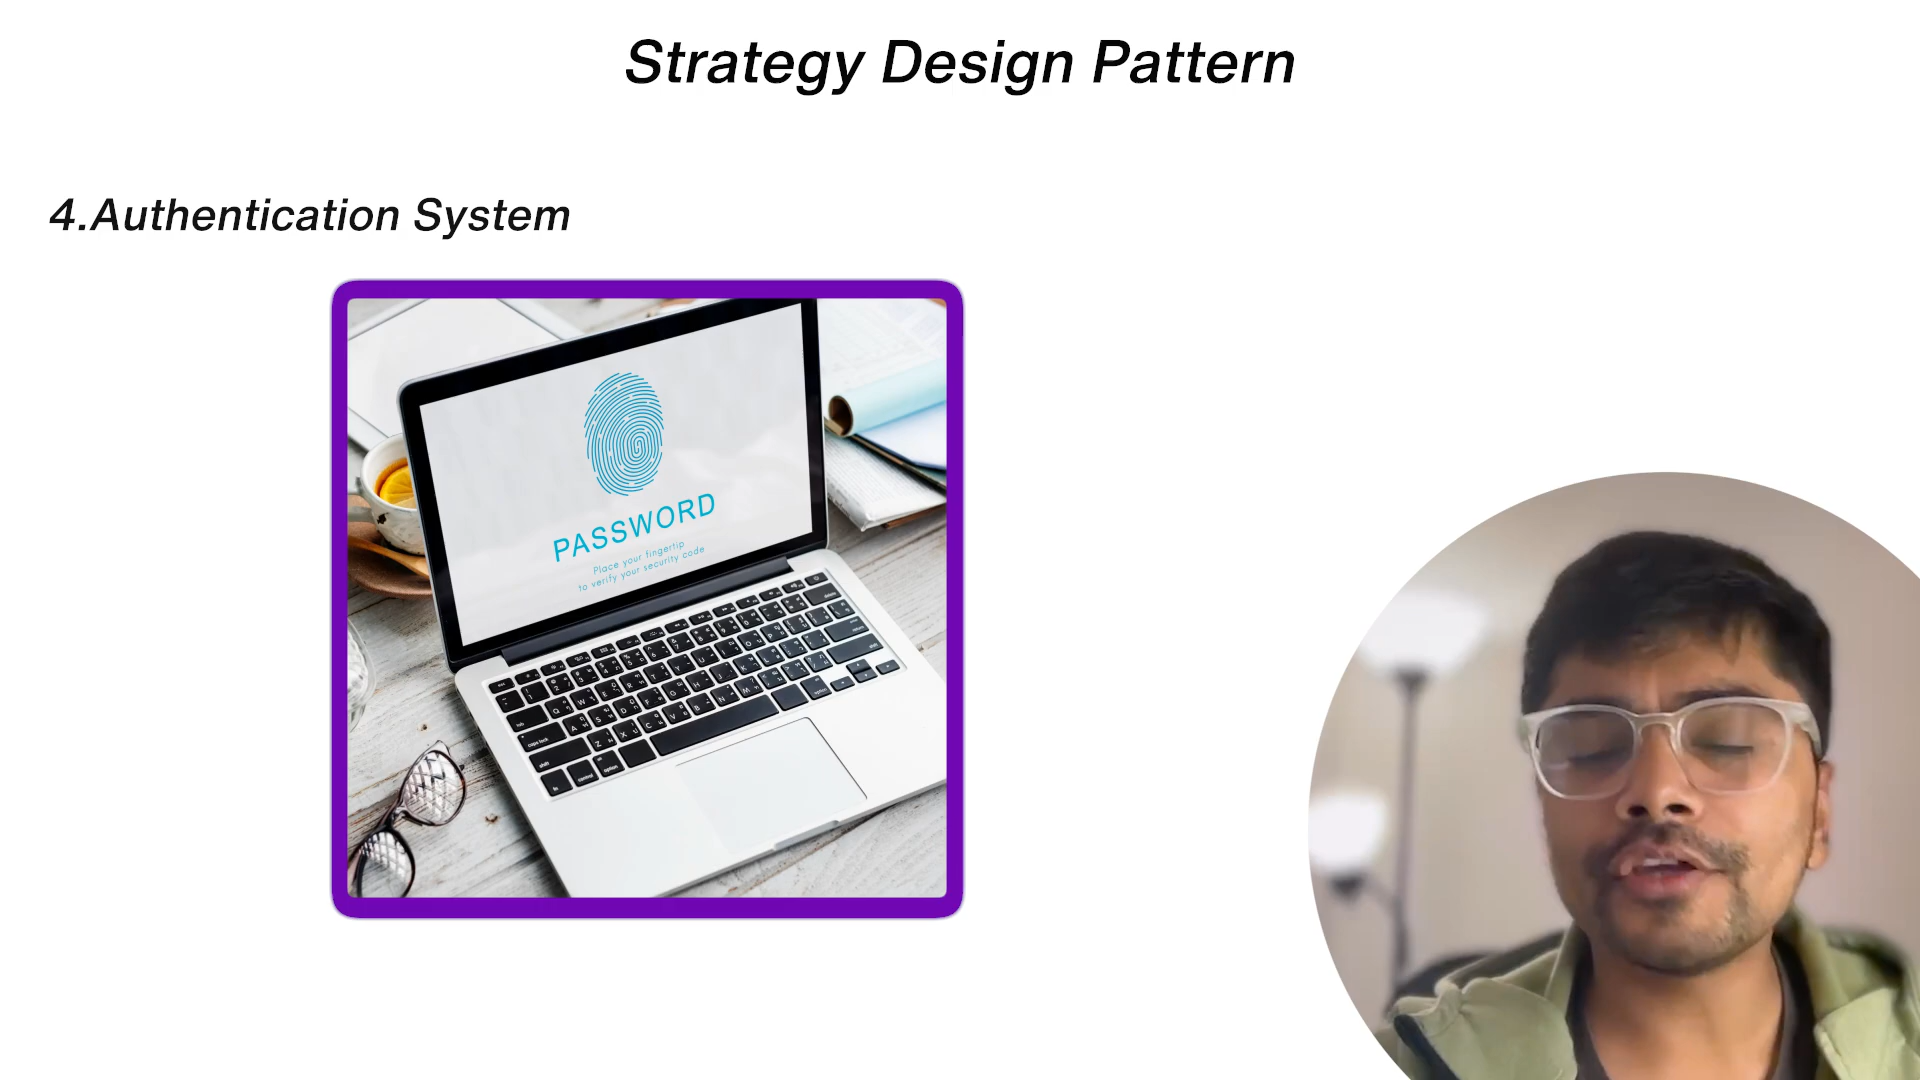 Strategy Design Pattern
4.Authentication System
PASSWORD
Place your fingertip
to verify your security code